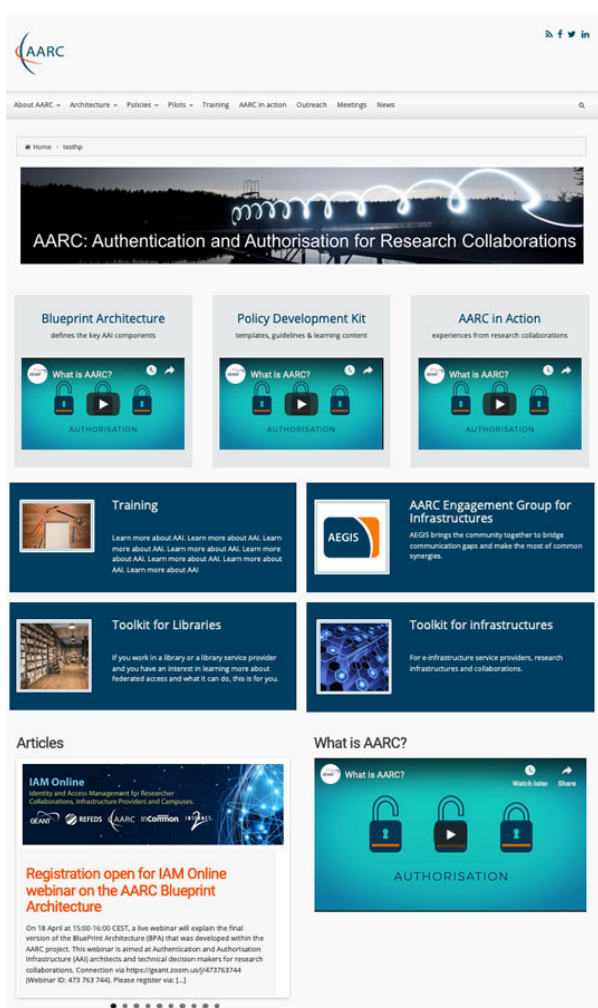 AARC
About AARC Architecture Policies Pilots Training AARC in action Outreach Meetings News
Home testhp
AARC: Authentication and Authorisation for Research Collaborations
Blueprint Architecture
defines the key AAI components
What is AARC?
AUTHORISATION
Policy Development Kit
templates, guidelines & learning content
What is AARC?
AUTHORISATION
AARC in Action
experiences from research collaborations
What is AARC?
AUTHORISATION
Training
Learn more about AAI. Learn more about AAI. Learn
more about AAI. Learn more about AAI. Learn more
about AAI. Learn more about AAI. Learn more about
AAI. Learn more about AAI
AEGIS
AARC Engagement Group for
Infrastructures
AEGIS brings the community together to bridge
communication gaps and make the most of common
synergies.
Toolkit for Libraries
If you work in a library or a library service provider
and you have an interest in learning more about
federated access and what it can do, this is for you.
Toolkit for infrastructures
For e-infrastructure service providers, research
infrastructures and collaborations.
Articles
IAM Online
Identity and Access Management for Researcher
Collaborations, Infrastructure Providers and Campuses.
GÉANT REFEDS AARC InCommon INTERNET
Registration open for IAM Online
webinar on the AARC Blueprint
Architecture
On 18 April at 15:00-16:00 CEST, a live webinar will explain the final
version of the BluePrint Architecture (BPA) that was developed within the
AARC project. This webinar is aimed at Authentication and Authorisation
Infrastructure (AAI) architects and technical decision makers for research
collaborations. Connection via https://geant.zoom.us/j/473763744
(Webinar ID: 473 763 744). Please register via: [...]
What is AARC?
What is AARC?
Watch later Share
AUTHORISATION